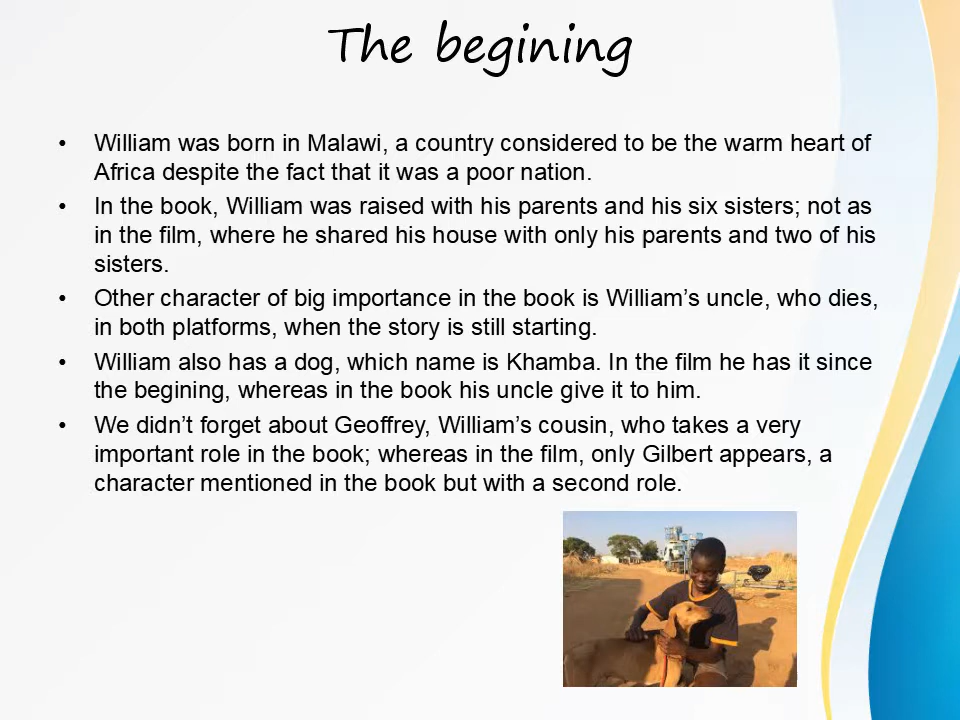 The begining
• William was born in Malawi, a country considered to be the warm heart of
Africa despite the fact that it was a poor nation.
• In the book, William was raised with his parents and his six sisters; not as
in the film, where he shared his house with only his parents and two of his
sisters.
• Other character of big importance in the book is William’s uncle, who dies,
in both platforms, when the story is still starting.
• William also has a dog, which name is Khamba. In the film he has it since
the begining, whereas in the book his uncle give it to him.
• We didn’t forget about Geoffrey, William’s cousin, who takes a very
important role in the book; whereas in the film, only Gilbert appears, a
character mentioned in the book but with a second role.